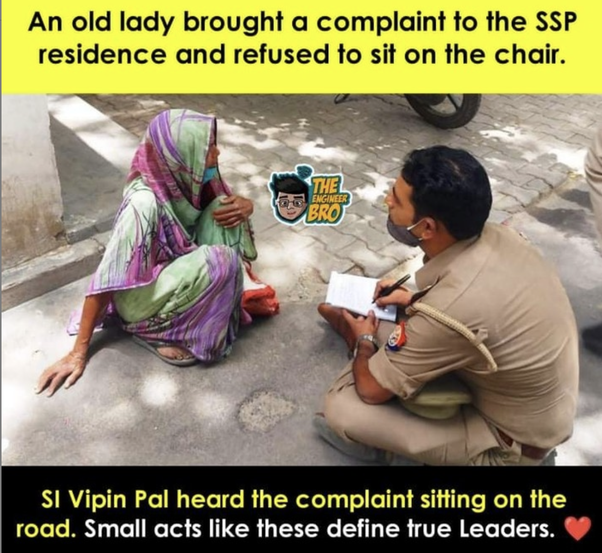 An old lady brought a complaint to the SSP
residence and refused to sit on the chair.
THE
ENGINEER
BRO
SI Vipin Pal heard the complaint sitting on the
road. Small acts like these define true Leaders. ❤️